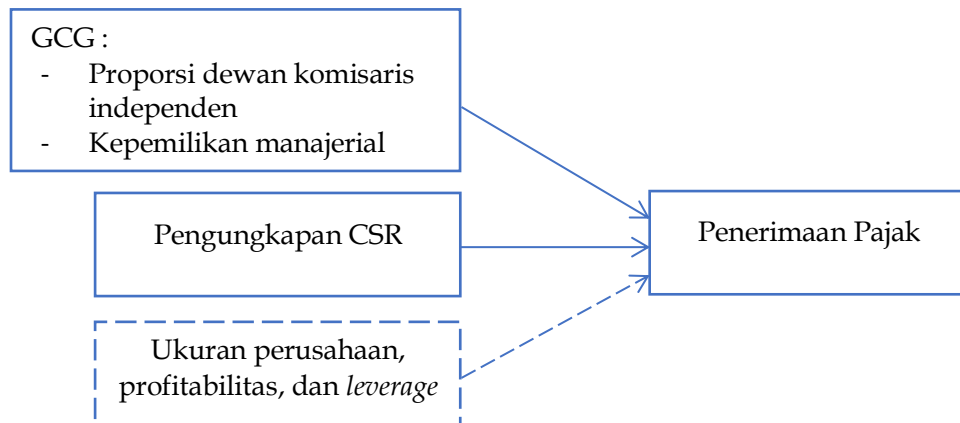 GCG :
- Proporsi dewan komisaris
independen
- Kepemilikan manajerial
Pengungkapan CSR
Penerimaan Pajak
Ukuran perusahaan,
profitabilitas, dan leverage